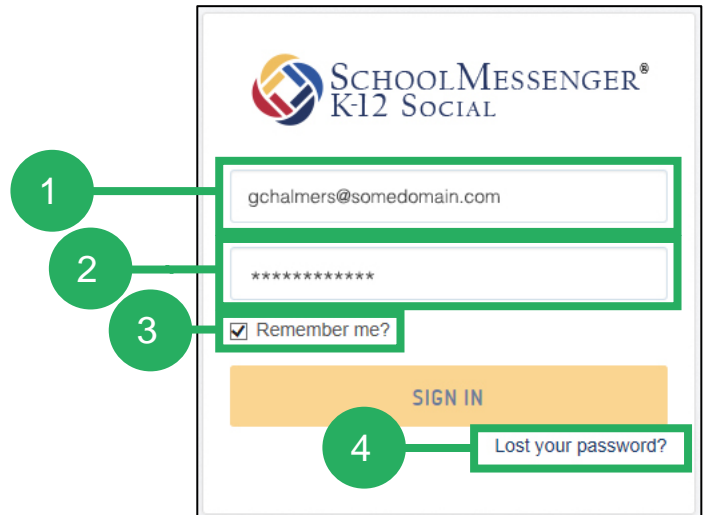 SCHOOLMESSENGER®
K-12 SOCIAL
1
gchalmers@somedomain.com
2
************
3
Remember me?
SIGN IN
4
Lost your password?